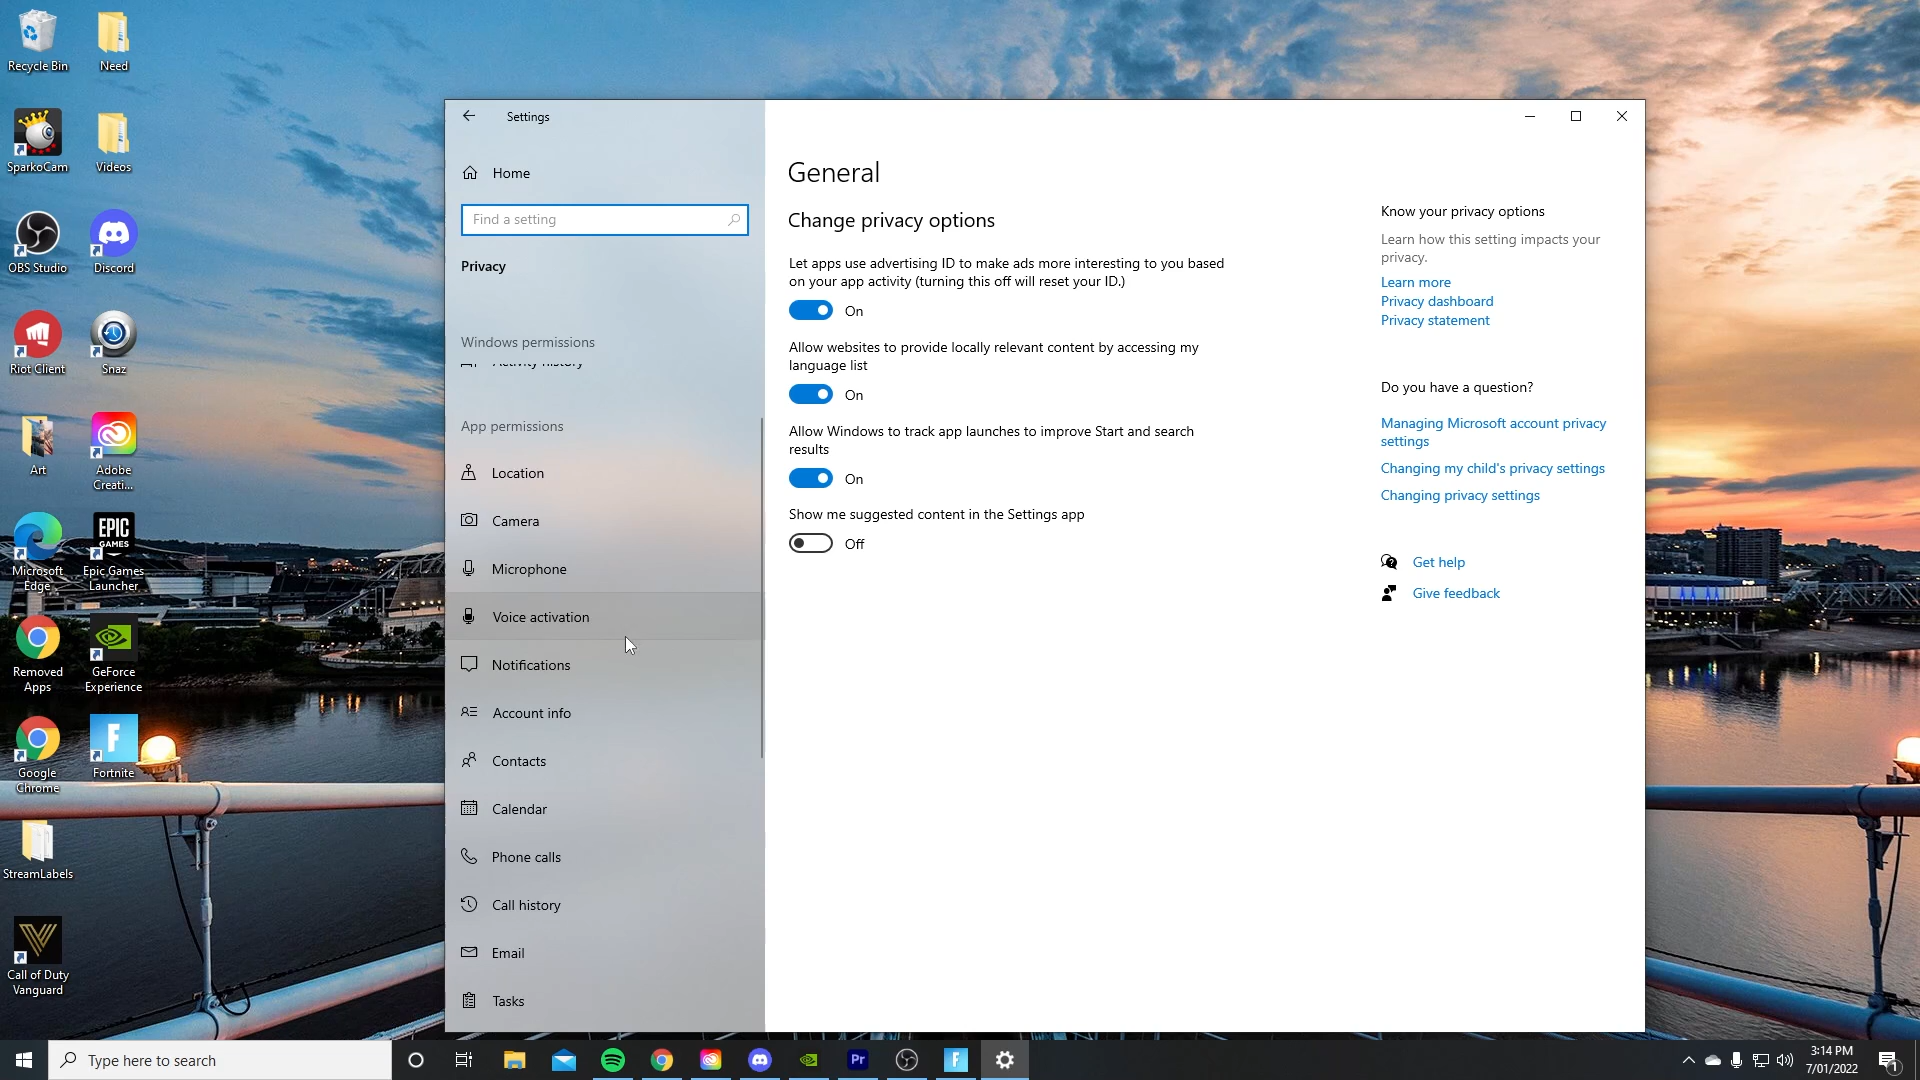 Recycle Bin
Need
SparkoCam
Videos
OBS Studio
Discord
Riot Client
Snaz
Art
Adobe
Creati...
Microsoft
Edge
EPIC
GAMES
Epic Games
Launcher
Removed
Apps
GeForce
Experience
Google
Chrome
F
Fortnite
StreamLabels
Call of Duty
Vanguard
Settings
Home
Find a setting
Privacy
Windows permissions
Activity history
App permissions
Location
Camera
Microphone
Voice activation
Notifications
Account info
Contacts
Calendar
Phone calls
Call history
Email
Tasks
General
Change privacy options
Let apps use advertising ID to make ads more interesting to you based
on your app activity (turning this off will reset your ID.)
On
Allow websites to provide locally relevant content by accessing my
language list
On
Allow Windows to track app launches to improve Start and search
results
On
Show me suggested content in the Settings app
Off
Know your privacy options
Learn how this setting impacts your
privacy.
Learn more
Privacy dashboard
Privacy statement
Do you have a question?
Managing Microsoft account privacy
settings
Changing my child's privacy settings
Changing privacy settings
Get help
Give feedback
Type here to search
Pr
F
3:14 PM
7/01/2022
1